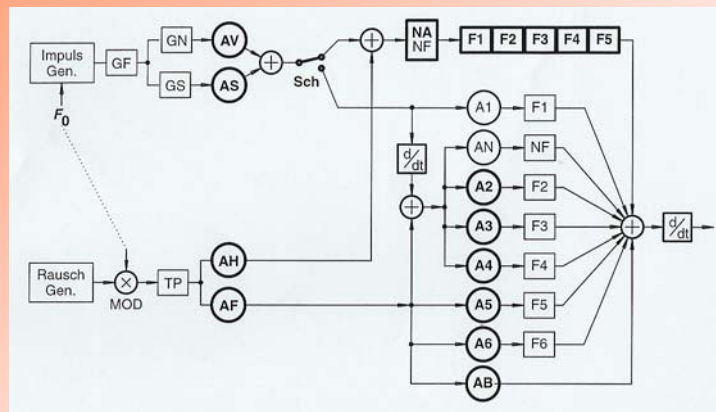 Impuls
Gen.
GF
GN
GS
AV
AS
+
Sch
+
NA
NF
F1 F2 F3 F4 F5
F0
A1 F1
d/dt
AN NF
A2 F2
+
A3 F3
+
d/dt
A4 F4
Rausch
Gen.
×
MOD
TP
AH
AF
A5 F5
A6 F6
AB